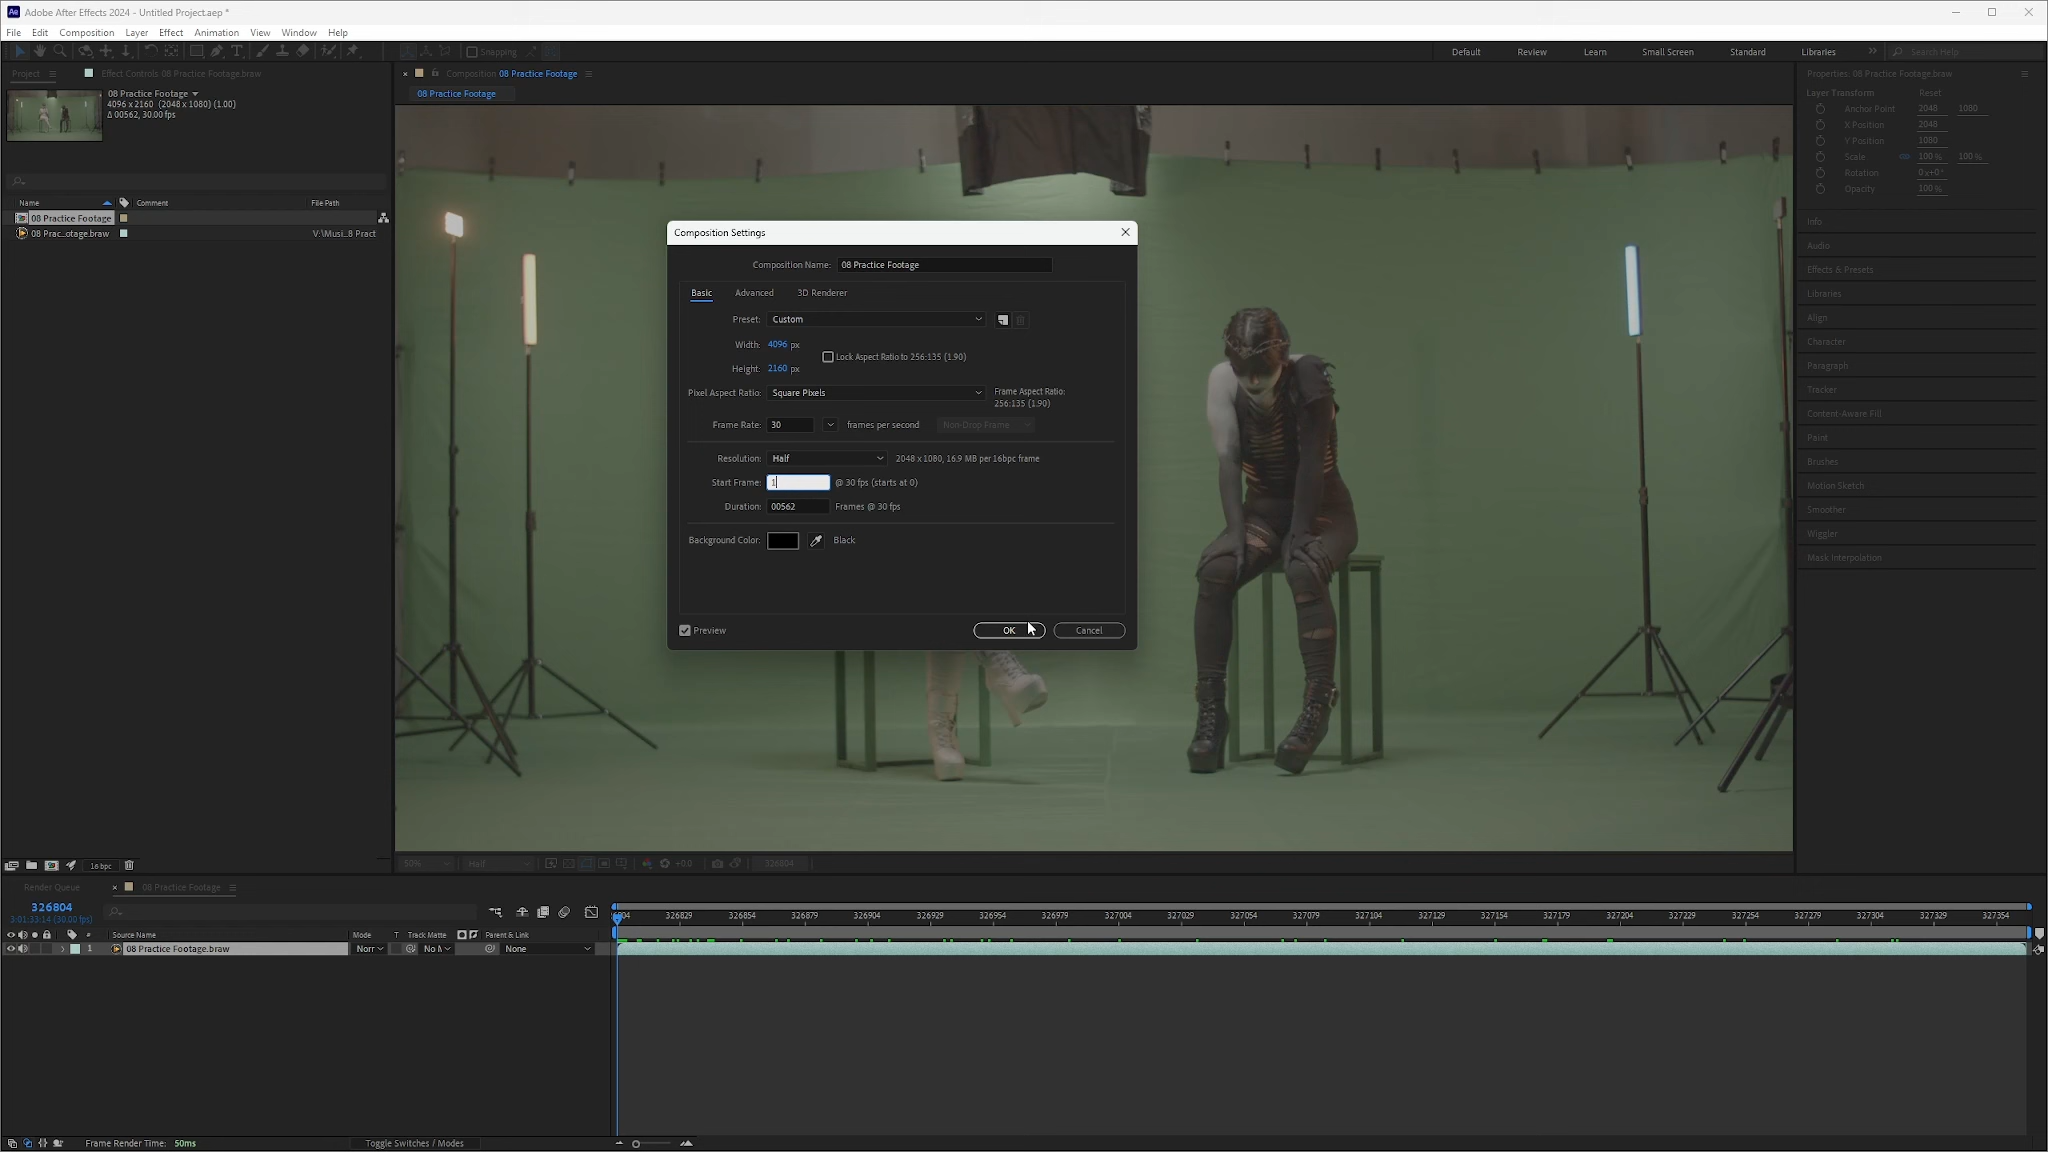 Adobe After Effects 2024 - Untitled Project.aep *
File Edit Composition Layer Effect Animation View Window Help
Snapping
Default Review Learn Small Screen Standard Libraries Search Help
Project
Effect Controls 08 Practice Footage.braw
Composition 08 Practice Footage
Properties: 08 Practice Footage.braw
08 Practice Footage
4096 x 2160 (2048 x 1080) (1.00)
Δ 00562, 30.00 fps
08 Practice Footage
Layer Transform Reset
Anchor Point 2048 1080
X Position 2048
Y Position 1080
Scale 100 % 100 %
Rotation 0x+0°
Opacity 100 %
Name Comment File Path
08 Practice Footage
08 Prac...otage.braw V:\Musi...8 Pract
Info
Audio
Effects & Presets
Libraries
Align
Character
Paragraph
Tracker
Content-Aware Fill
Paint
Brushes
Motion Sketch
Smoother
Wiggler
Mask Interpolation
Composition Settings
Composition Name: 08 Practice Footage
Basic Advanced 3D Renderer
Preset: Custom
Width: 4096 px
Lock Aspect Ratio to 256:135 (1.90)
Height: 2160 px
Pixel Aspect Ratio: Square Pixels
Frame Aspect Ratio:
256:135 (1.90)
Frame Rate: 30 frames per second Non-Drop Frame
Resolution: Half 2048 x 1080, 16.9 MB per 16bpc frame
Start Frame: 1 @ 30 fps (starts at 0)
Duration: 00562 Frames @ 30 fps
Background Color: Black
Preview OK Cancel
16 bpc
50% Half +0.0 326804
Render Queue 08 Practice Footage
326804
3:01:33:14 (30.00 fps)
326829 326854 326879 326904 326929 326954 326979 327004 327029 327054 327079 327104 327129 327154 327179 327204 327229 327254 327279 327304 327329 327354
# Source Name Mode T Track Matte Parent & Link
1 08 Practice Footage.braw Norr No M None
Frame Render Time: 50ms Toggle Switches / Modes